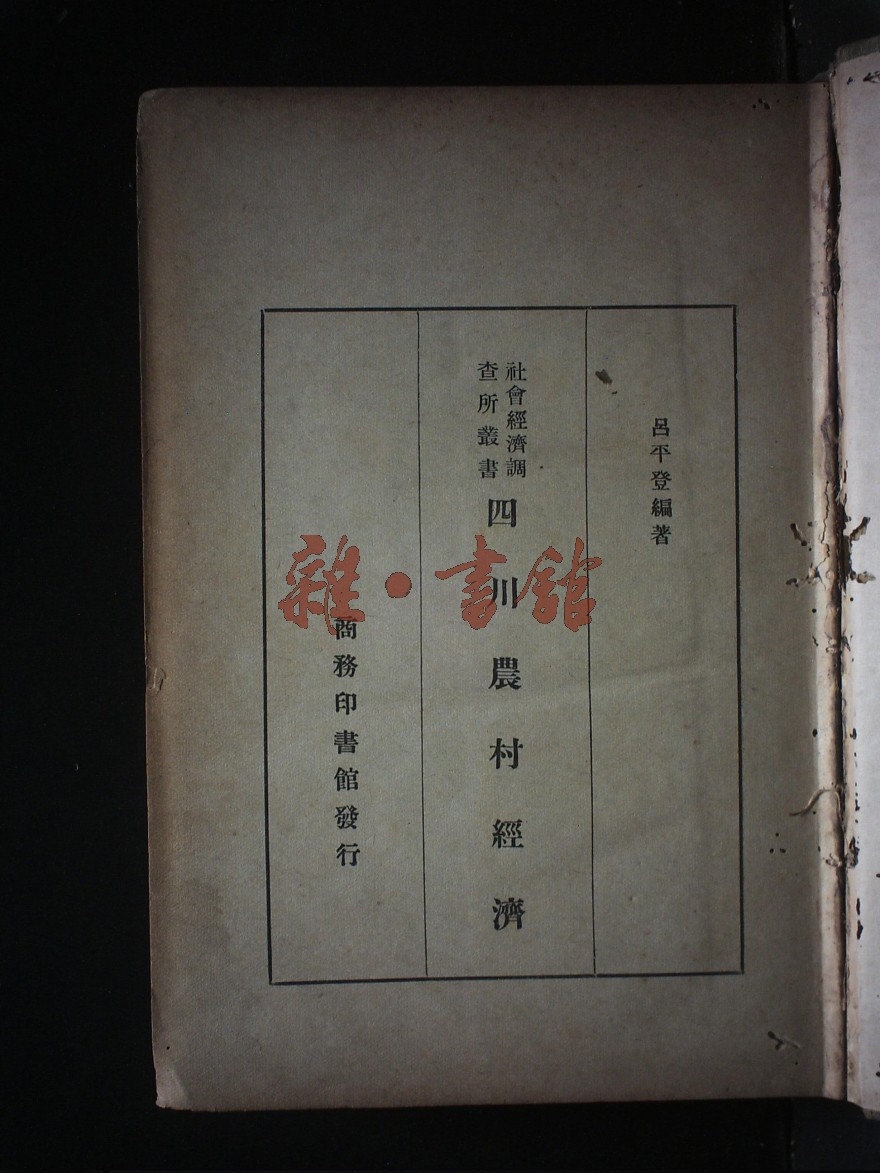 呂平登編著
社會經濟調
查所叢書
四川農村經濟
商務印書館發行
雜·書館